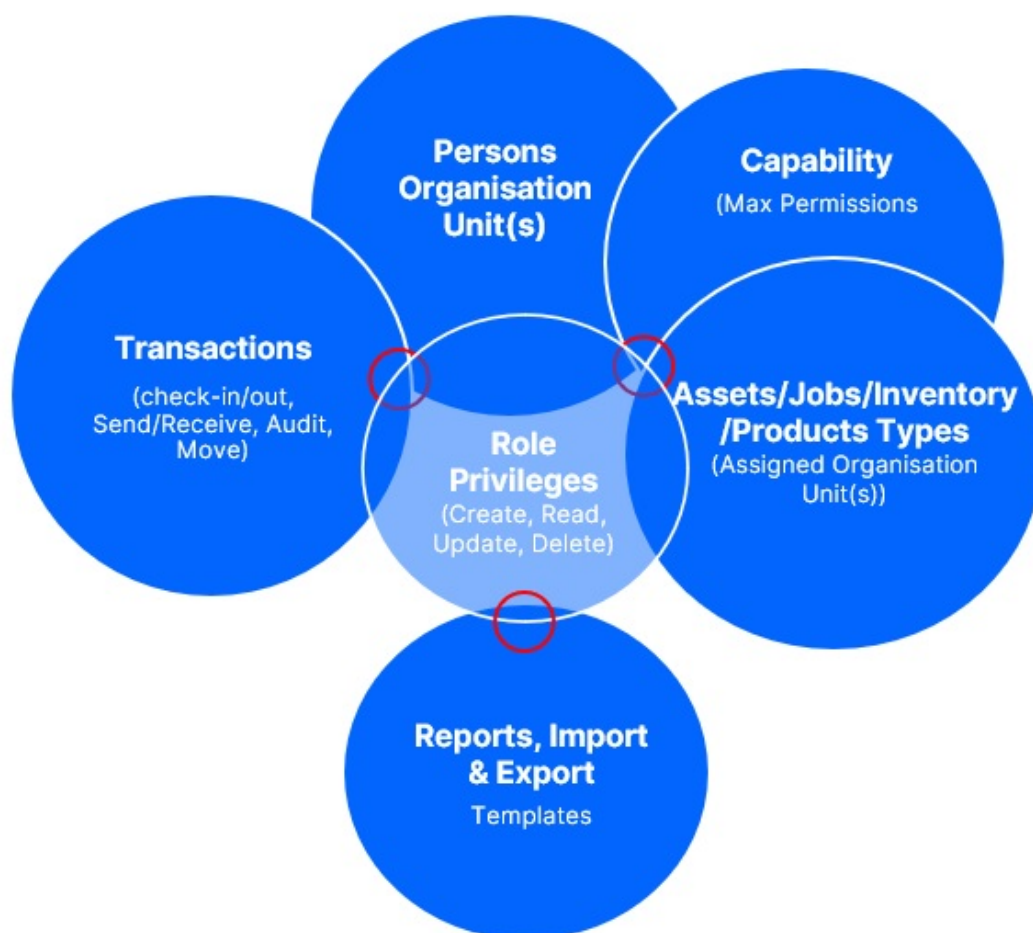 Persons
Organisation
Unit(s)
Capability
(Max Permissions
Transactions
(check-in/out,
Send/Receive, Audit,
Move)
Assets/Jobs/Inventory
/Products Types
(Assigned Organisation
Unit(s))
Role
Privileges
(Create, Read,
Update, Delete)
Reports, Import
& Export
Templates